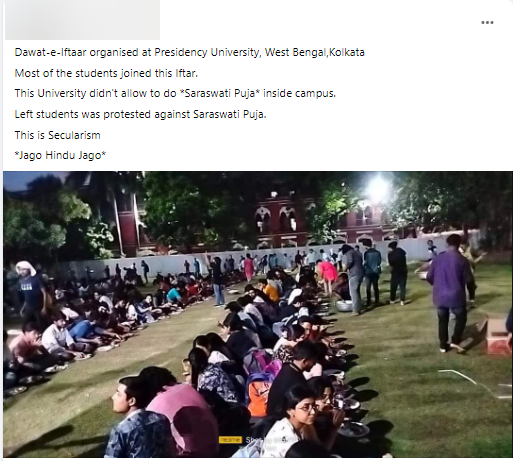 Dawat-e-Iftaar organised at Presidency University, West Bengal,Kolkata
Most of the students joined this Iftar.
This University didn't allow to do *Saraswati Puja* inside campus.
Left students was protested against Saraswati Puja.
This is Secularism
*Jago Hindu Jago*
realme